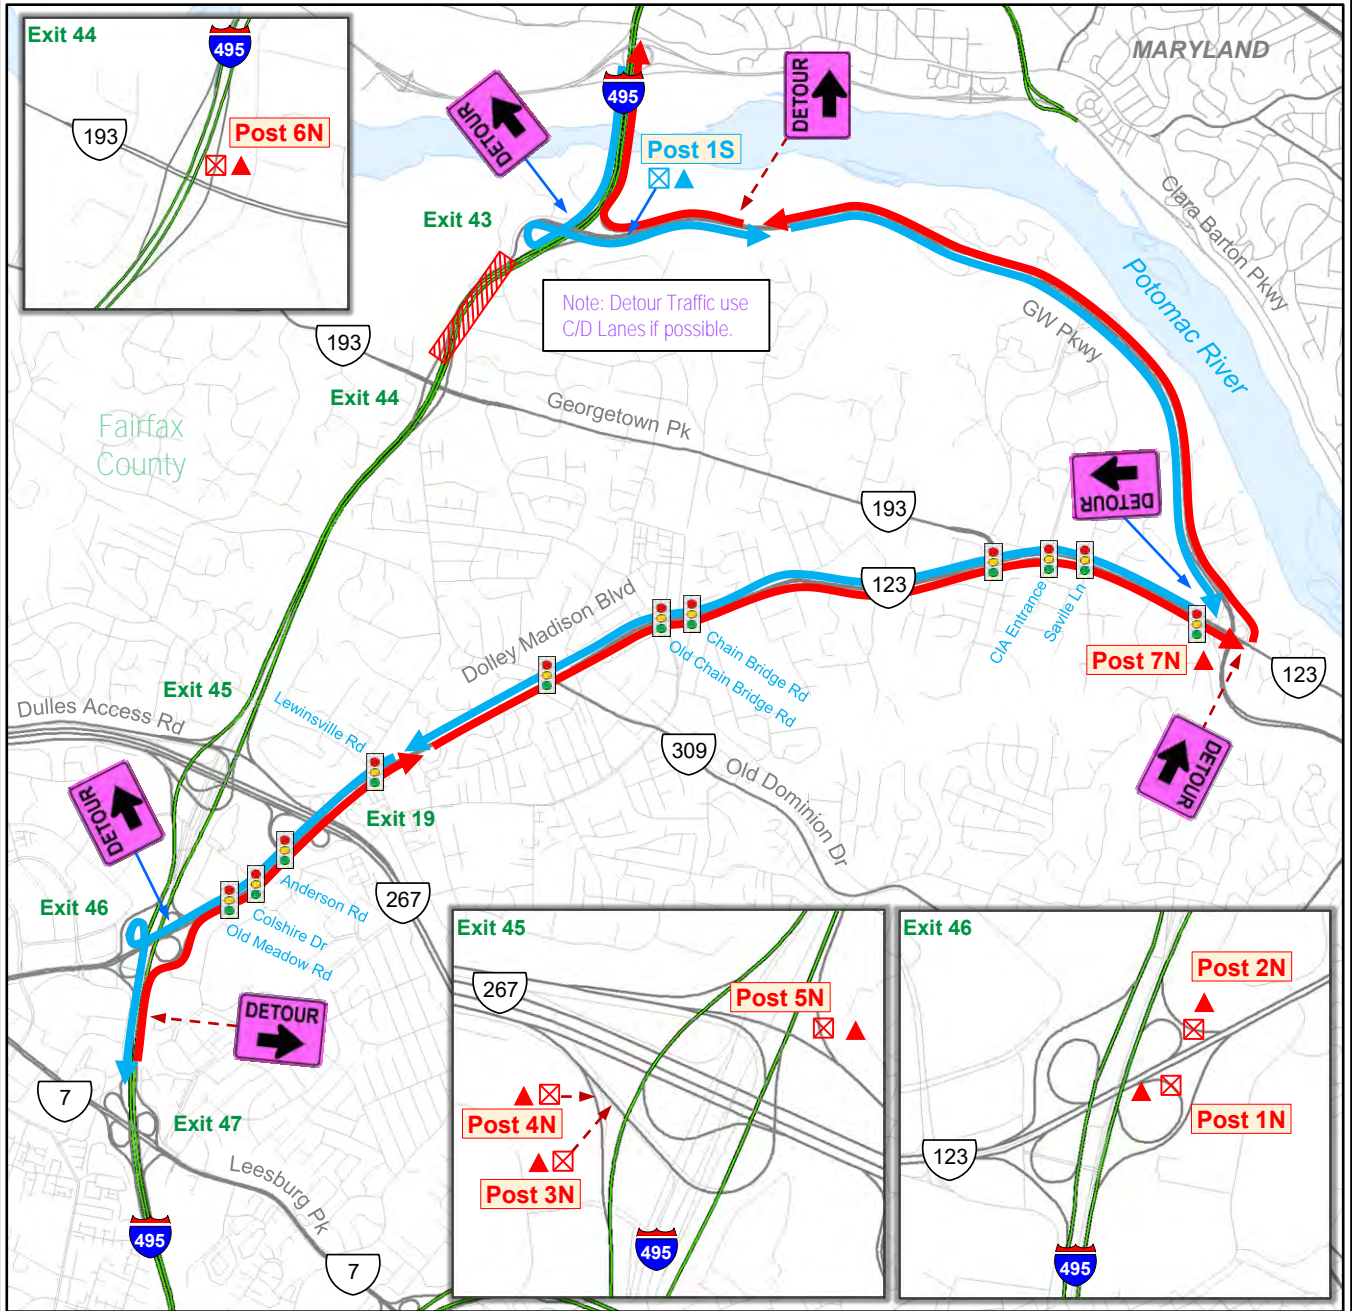 Exit 44
495
193
Post 6N
MARYLAND
495
DETOUR
DETOUR
Post 1S
Exit 43
Clara Barton Pkwy
Potomac River
Note: Detour Traffic use
C/D Lanes if possible.
GW Pkwy
193
Exit 44
Georgetown Pk
Fairfax
County
193
DETOUR
123
Dolley Madison Blvd
CIA Entrance
Savile Ln
Chain Bridge Rd
Old Chain Bridge Rd
Post 7N
123
Exit 45
Dulles Access Rd
Lewinsville Rd
309
Old Dominion Dr
DETOUR
DETOUR
Exit 19
267
Anderson Rd
Colshire Dr
Old Meadow Rd
Exit 46
DETOUR
7
Exit 47
Leesburg Pk
495
7
Exit 45
267
Post 5N
Post 4N
Post 3N
495
Exit 46
Post 2N
Post 1N
123
495